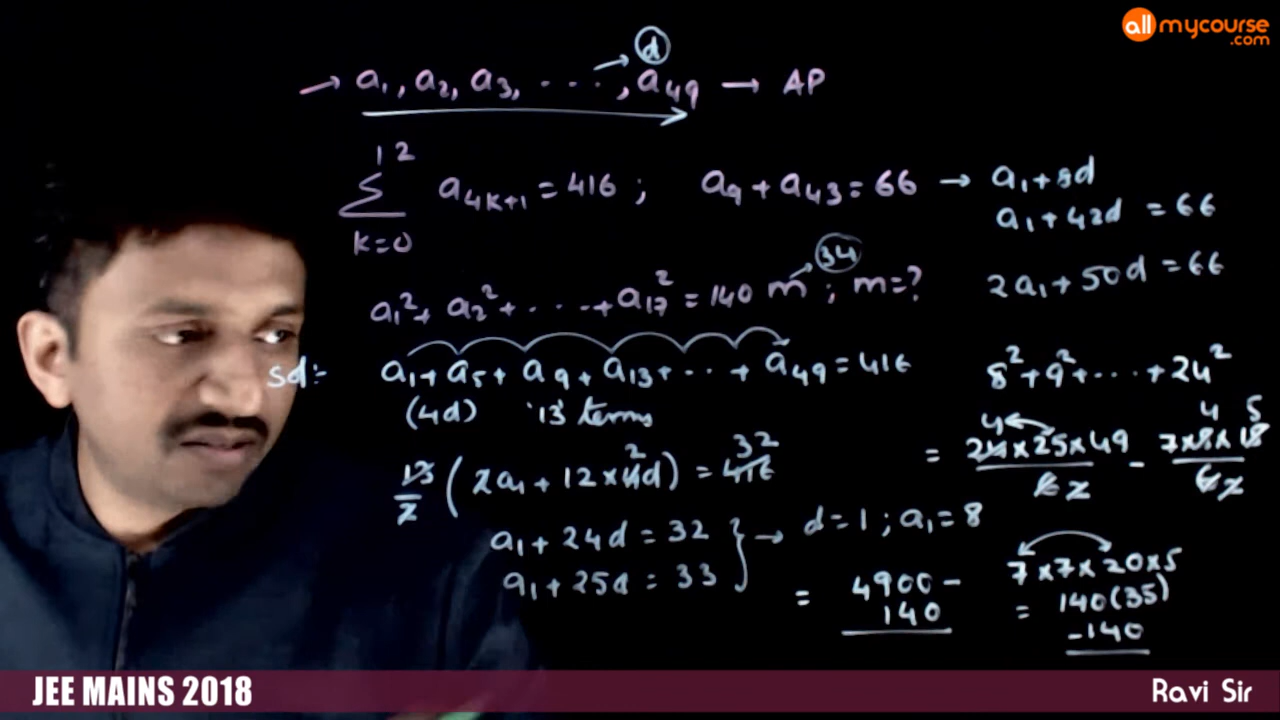 allmycourse.com
d
→ a₁, a₂, a₃, ..., a₄₉ → AP
12
∑ a₄ₖ₊₁ = 416 ; a₉ + a₄₃ = 66 → a₁ + 8d
k=0
a₁ + 42d = 66
2a₁ + 50d = 66
34
a₁² + a₂² + ... + a₁₇² = 140 m ; m = ?
Sol:- a₁ + a₅ + a₉ + a₁₃ + ... + a₄₉ = 416
(4d) '13' terms
13/2 (2a₁ + 12×4d) = 416
2 32
a₁ + 24d = 32
a₁ + 25d = 33
} → d = 1 ; a₁ = 8
8² + 9² + ... + 24²
4 4 5
= 24×25×49 / 6 2 - 7×8×15 / 6 2
= 4900 - 140
7×7×20×5
= 140(35) - 140
JEE MAINS 2018
Ravi Sir